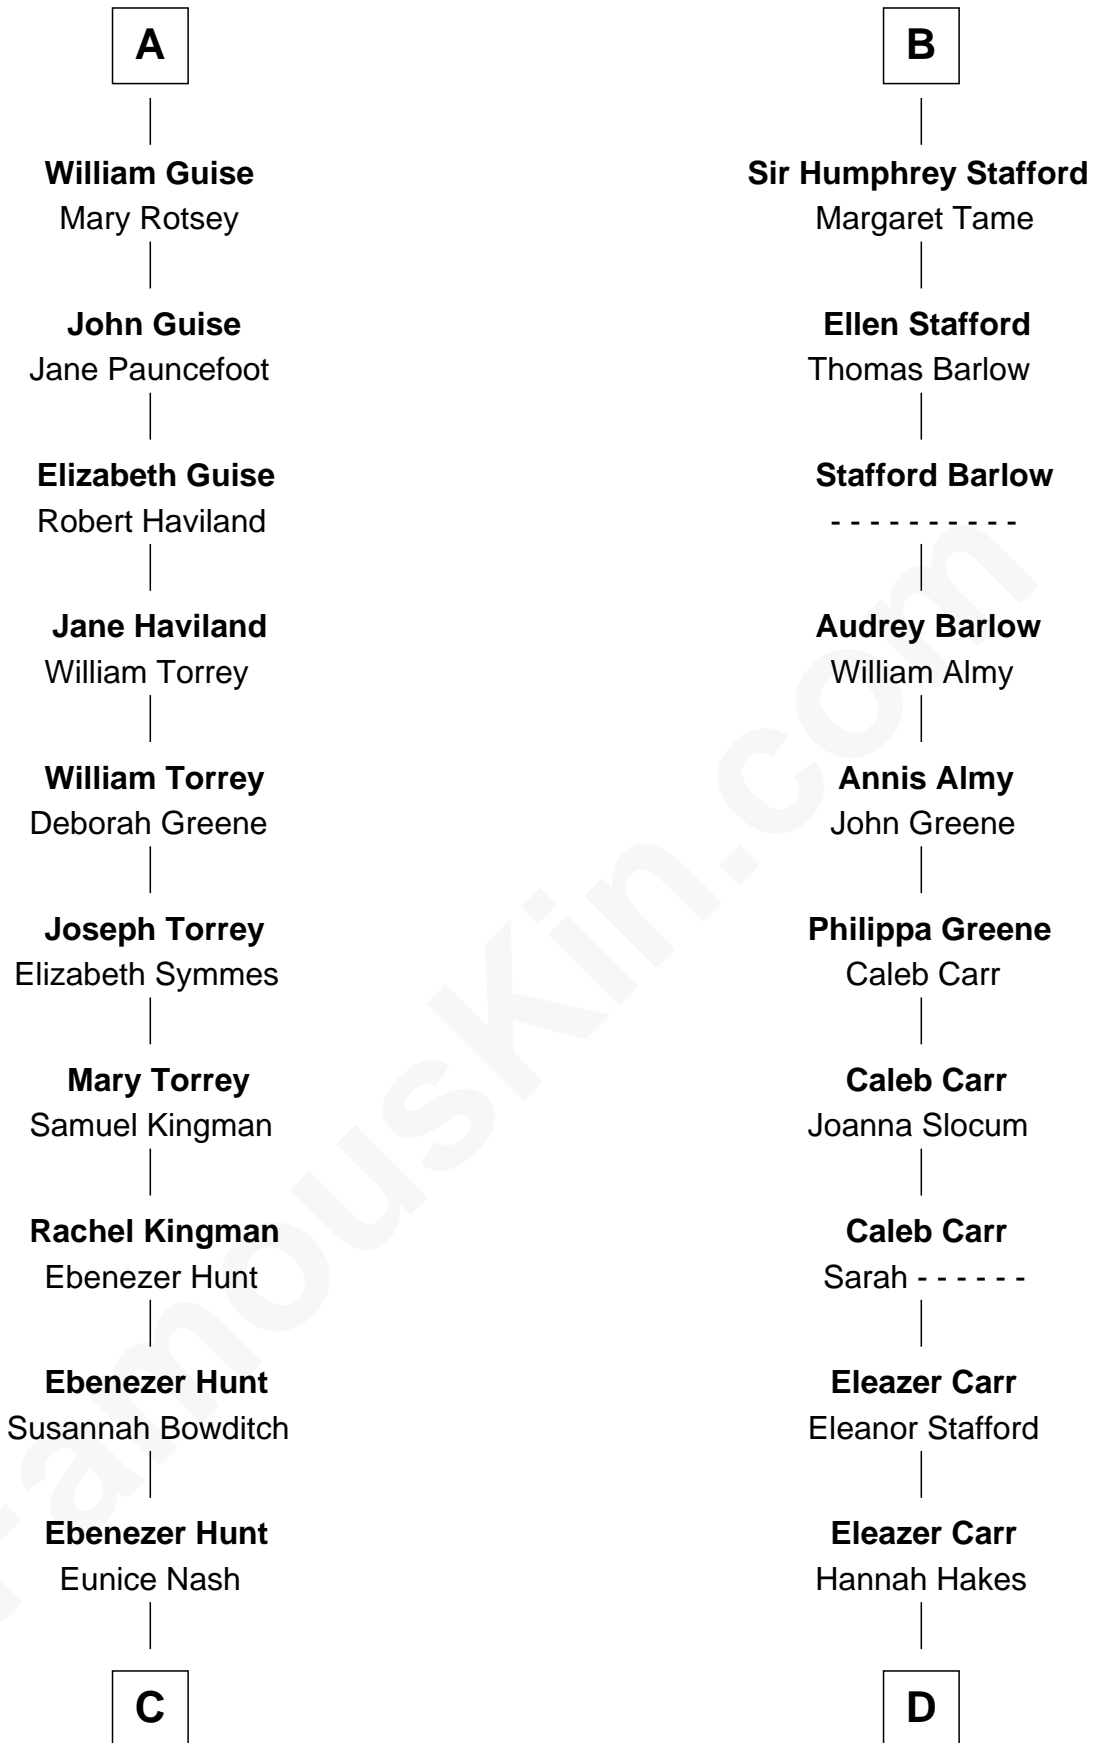 A
William Guise
Mary Rotsey
John Guise
Jane Pauncefoot
Elizabeth Guise
Robert Haviland
Jane Haviland
William Torrey
William Torrey
Deborah Greene
Joseph Torrey
Elizabeth Symmes
Mary Torrey
Samuel Kingman
Rachel Kingman
Ebenezer Hunt
Ebenezer Hunt
Susannah Bowditch
Ebenezer Hunt
Eunice Nash
C
B
Sir Humphrey Stafford
Margaret Tame
Ellen Stafford
Thomas Barlow
Stafford Barlow
- - - - - - - - - -
Audrey Barlow
William Almy
Annis Almy
John Greene
Philippa Greene
Caleb Carr
Caleb Carr
Joanna Slocum
Caleb Carr
Sarah - - - - - -
Eleazer Carr
Eleanor Stafford
Eleazer Carr
Hannah Hakes
D
FamousKin.com